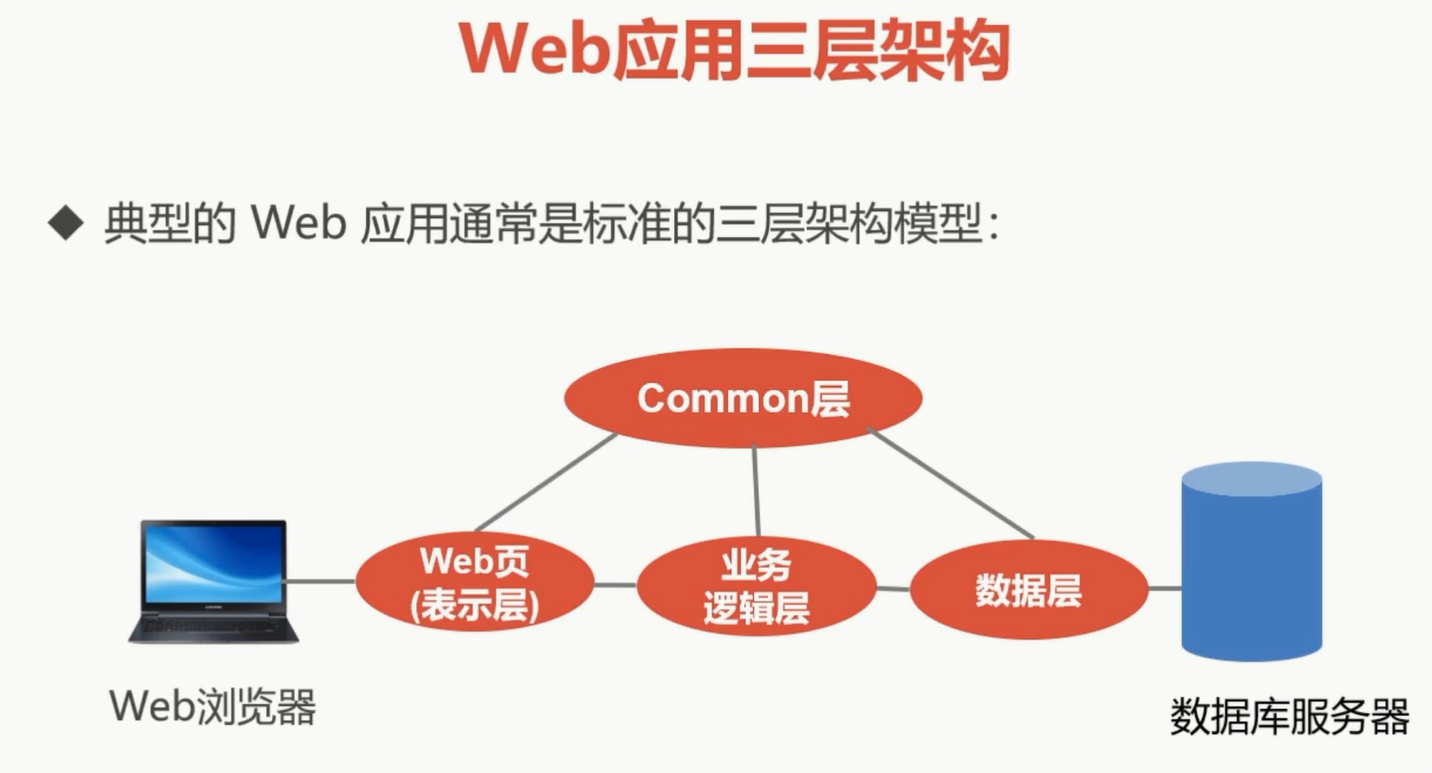 Web应用三层架构
◆ 典型的 Web 应用通常是标准的三层架构模型：
Common层
Web页
(表示层)
业务
逻辑层
数据层
Web浏览器
数据库服务器